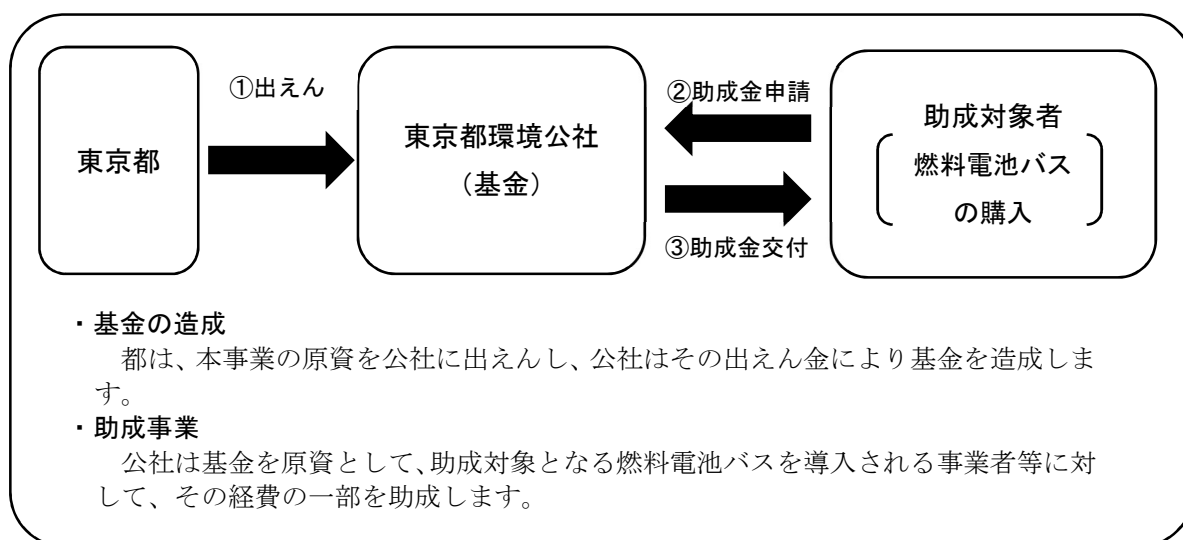 東京都
①出えん
東京都環境公社
（基金）
②助成金申請
③助成金交付
助成対象者
燃料電池バス
の購入
・基金の造成
都は、本事業の原資を公社に出えんし、公社はその出えん金により基金を造成しま
す。
・助成事業
公社は基金を原資として、助成対象となる燃料電池バスを導入される事業者等に対
して、その経費の一部を助成します。